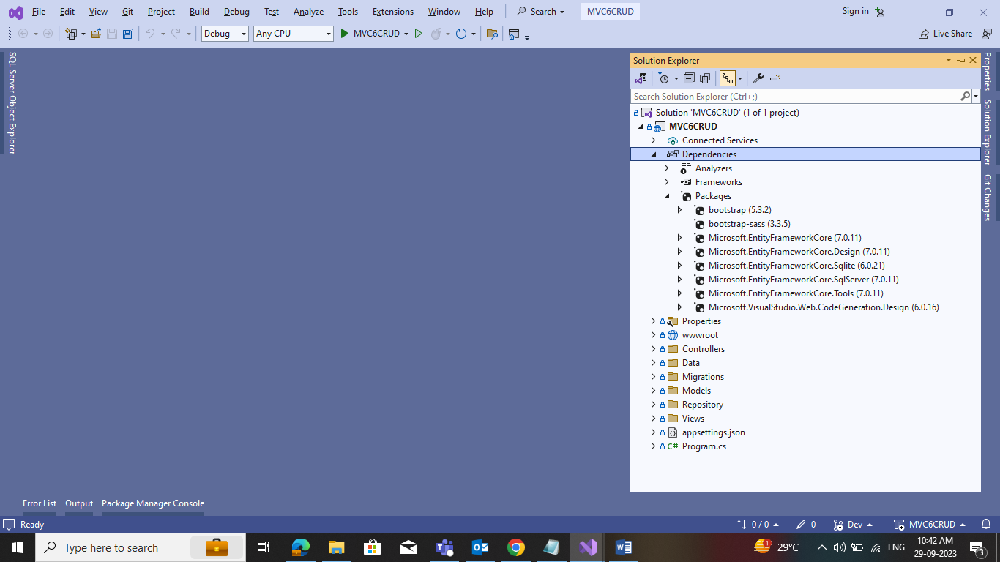 File Edit View Git Project Build Debug Test Analyze Tools Extensions Window Help Search MVC6CRUD Sign in
Debug Any CPU MVC6CRUD Live Share
SQL Server Object Explorer
Solution Explorer
Search Solution Explorer (Ctrl+;)
Solution 'MVC6CRUD' (1 of 1 project)
MVC6CRUD
Connected Services
Dependencies
Analyzers
Frameworks
Packages
bootstrap (5.3.2)
bootstrap-sass (3.3.5)
Microsoft.EntityFrameworkCore (7.0.11)
Microsoft.EntityFrameworkCore.Design (7.0.11)
Microsoft.EntityFrameworkCore.Sqlite (6.0.21)
Microsoft.EntityFrameworkCore.SqlServer (7.0.11)
Microsoft.EntityFrameworkCore.Tools (7.0.11)
Microsoft.VisualStudio.Web.CodeGeneration.Design (6.0.16)
Properties
wwwroot
Controllers
Data
Migrations
Models
Repository
Views
appsettings.json
C# Program.cs
Properties
Solution Explorer
Git Changes
Error List Output Package Manager Console
Ready 0 / 0 0 Dev MVC6CRUD
Type here to search 1 29°C ENG 10:42 AM
29-09-2023 3